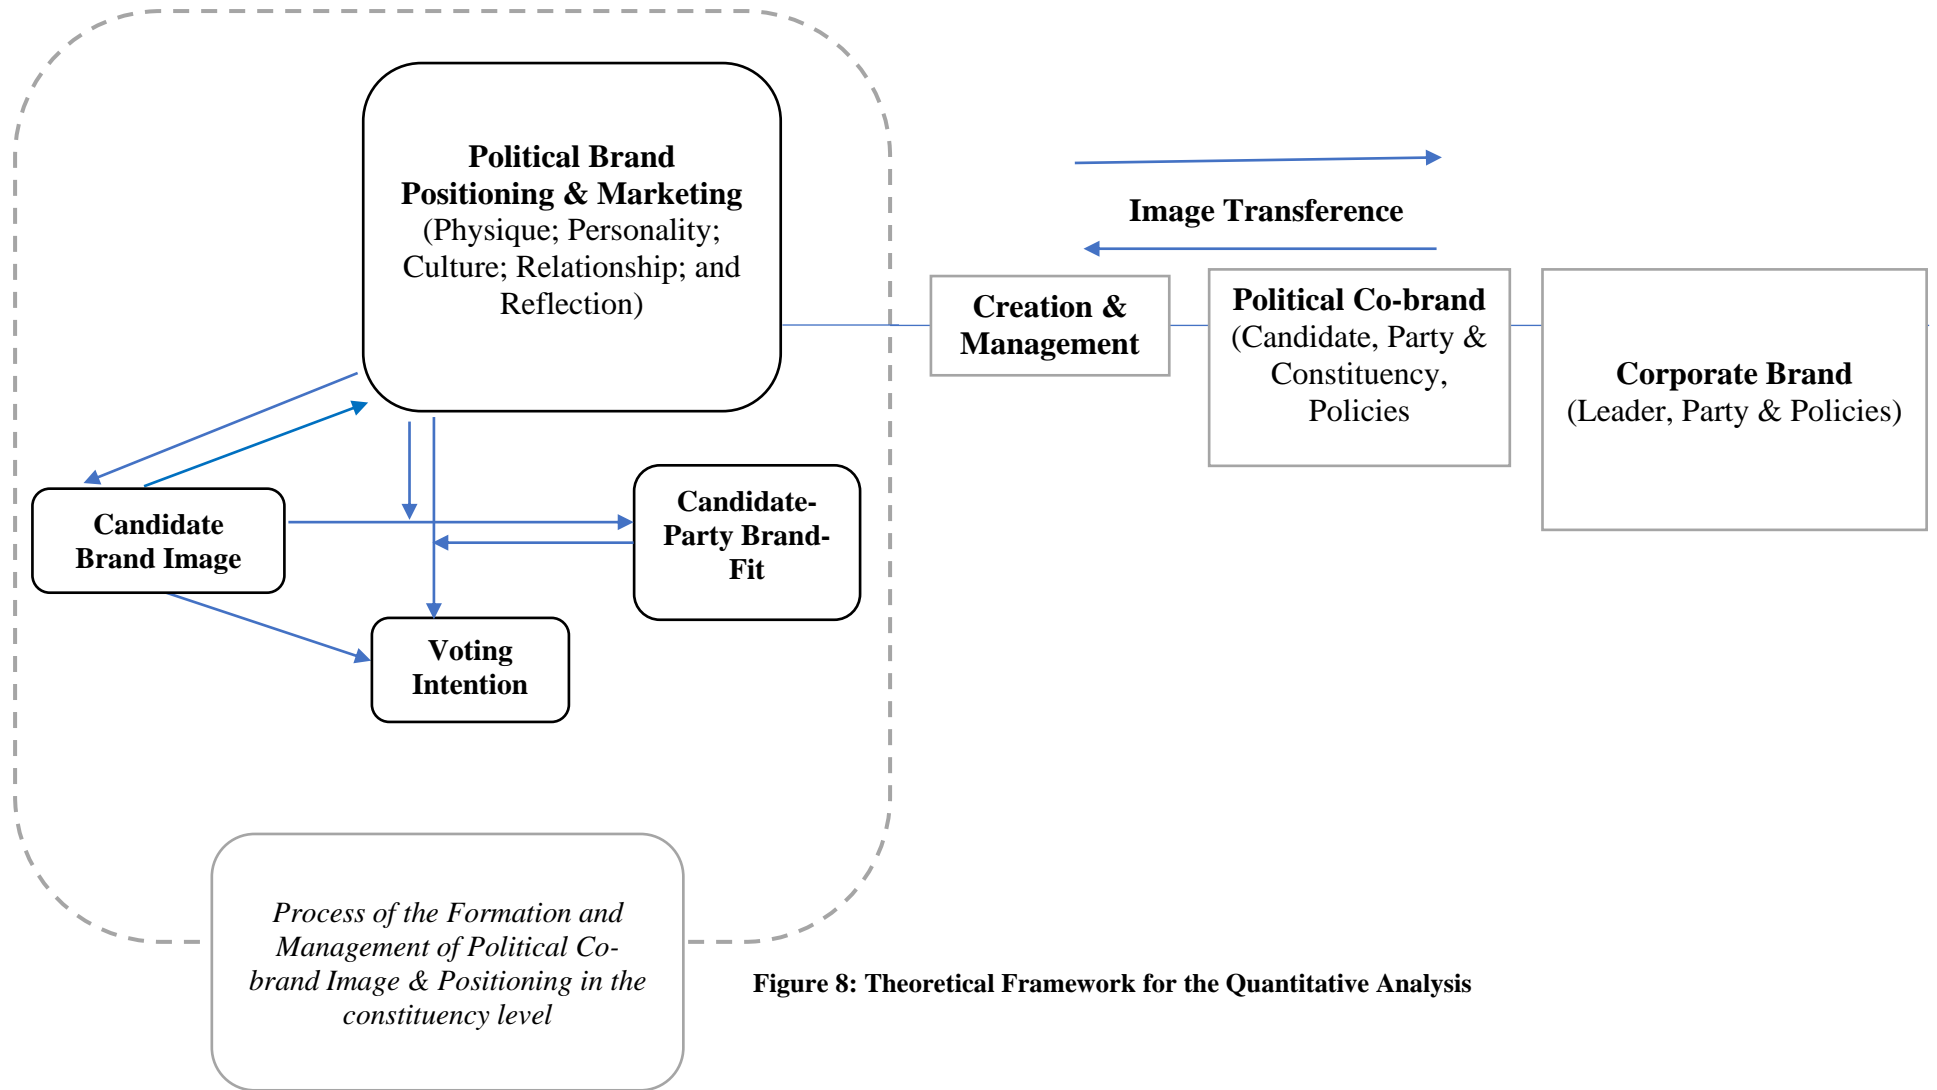 Political Brand
Positioning & Marketing
(Physique; Personality;
Culture; Relationship; and
Reflection)
Image Transference
Creation &
Management
Political Co-brand
(Candidate, Party &
Constituency,
Policies
Corporate Brand
(Leader, Party & Policies)
Candidate
Brand Image
Candidate-
Party Brand-
Fit
Voting
Intention
Process of the Formation and
Management of Political Co-
brand Image & Positioning in the
constituency level
Figure 8: Theoretical Framework for the Quantitative Analysis